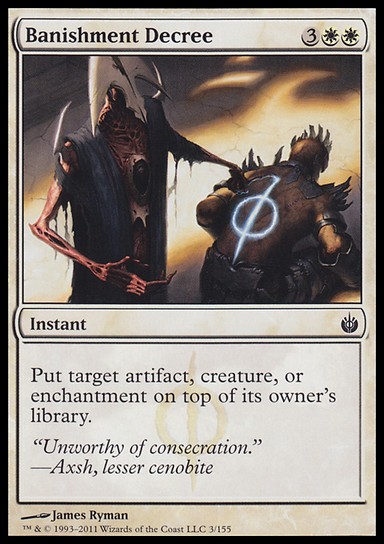 Banishment Decree 3
Instant
Put target artifact, creature, or
enchantment on top of its owner's
library.
“Unworthy of consecration.”
—Axsh, lesser cenobite
James Ryman
™ & © 1993–2011 Wizards of the Coast LLC 3/155